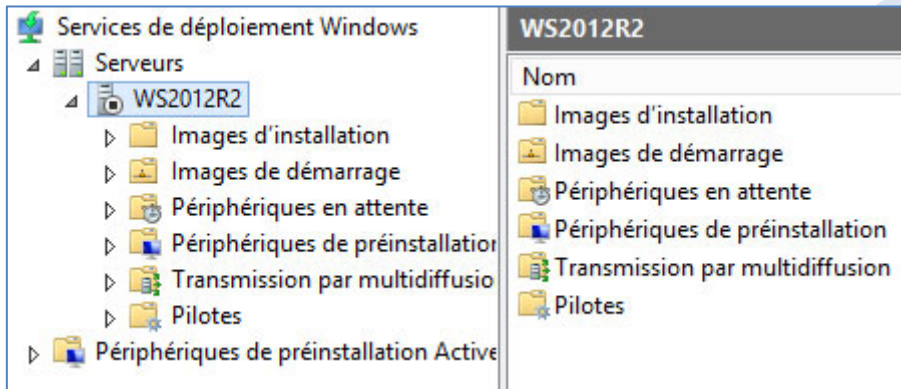 Services de déploiement Windows
Serveurs
WS2012R2
Images d'installation
Images de démarrage
Périphériques en attente
Périphériques de préinstallation
Transmission par multidiffusio
Pilotes
Périphériques de préinstallation Active
WS2012R2
Nom
Images d'installation
Images de démarrage
Périphériques en attente
Périphériques de préinstallation
Transmission par multidiffusion
Pilotes